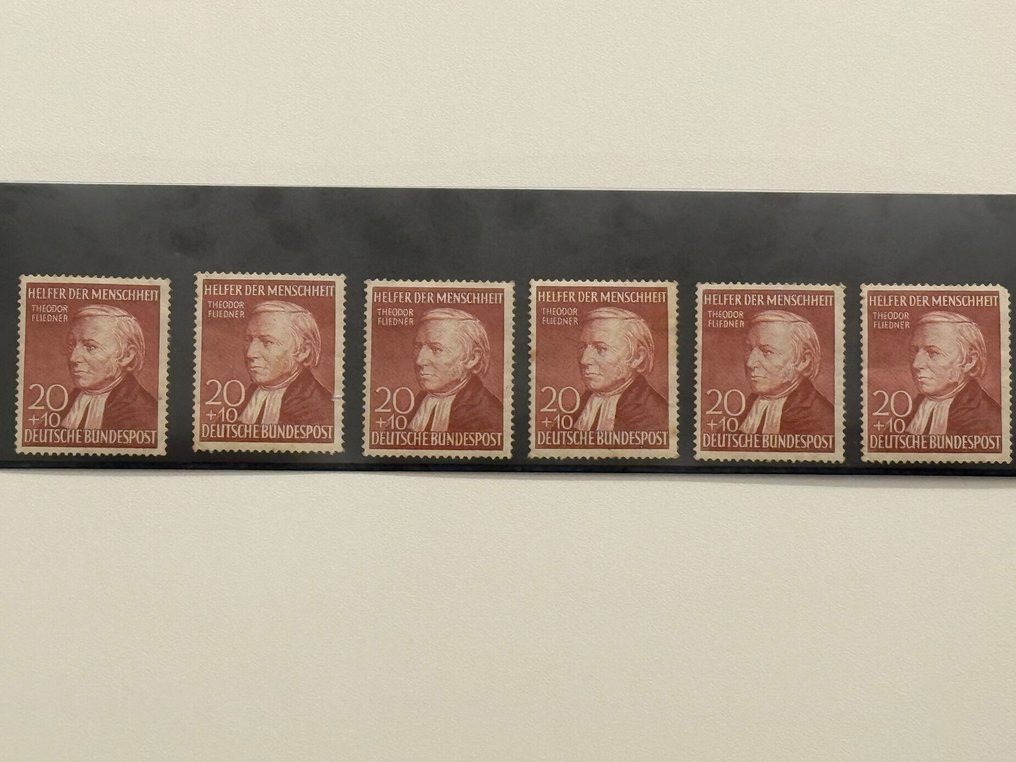 HELFER DER MENSCHHEIT
THEODOR
FLIEDNER
20
+10
DEUTSCHE BUNDESPOST
HELFER DER MENSCHHEIT
THEODOR
FLIEDNER
20
+10
DEUTSCHE BUNDESPOST
HELFER DER MENSCHHEIT
THEODOR
FLIEDNER
20
+10
DEUTSCHE BUNDESPOST
HELFER DER MENSCHHEIT
THEODOR
FLIEDNER
20
+10
DEUTSCHE BUNDESPOST
HELFER DER MENSCHHEIT
THEODOR
FLIEDNER
20
+10
DEUTSCHE BUNDESPOST
HELFER DER MENSCHHEIT
THEODOR
FLIEDNER
20
+10
DEUTSCHE BUNDESPOST